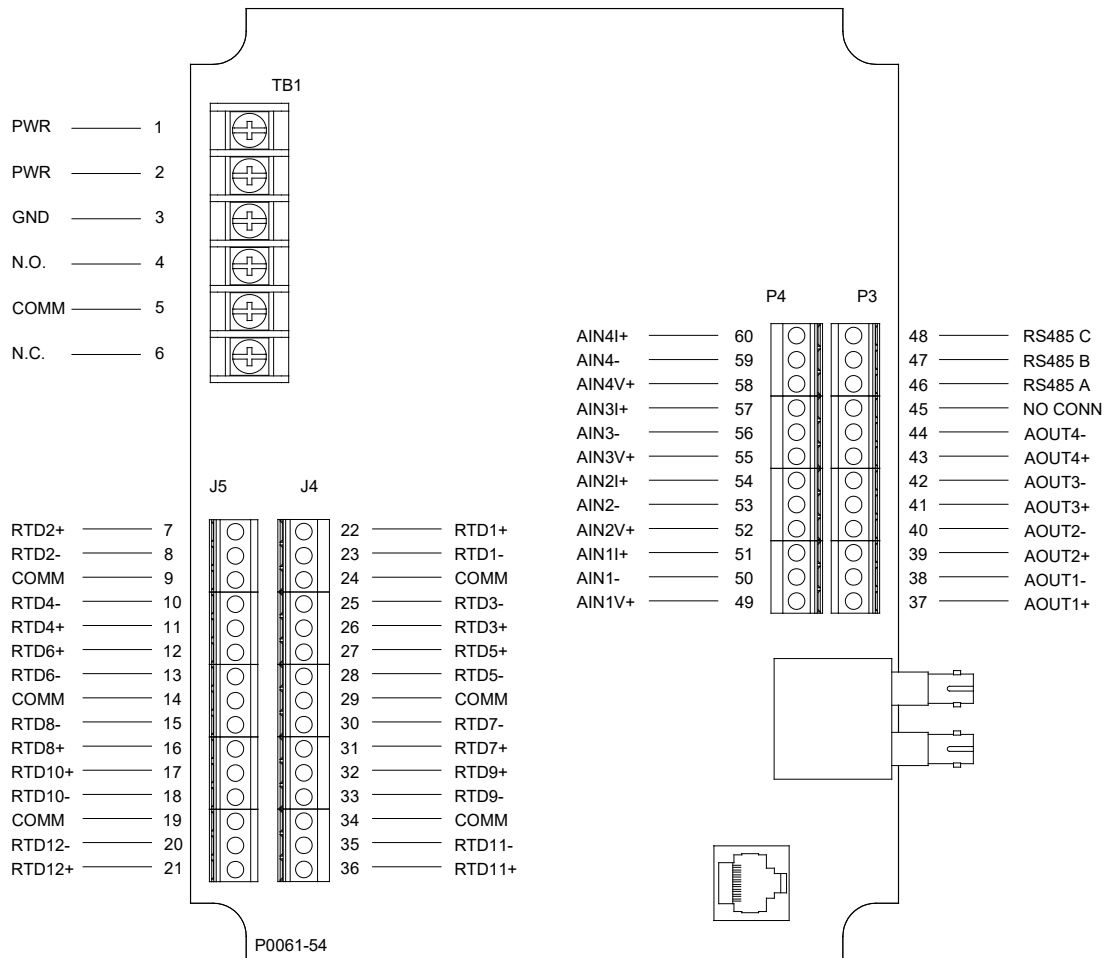 TB1
PWR 1
PWR 2
GND 3
N.O. 4
COMM 5
N.C. 6
P4 P3
AIN4I+ 60 48 RS485 C
AIN4- 59 47 RS485 B
AIN4V+ 58 46 RS485 A
AIN3I+ 57 45 NO CONN
AIN3- 56 44 AOUT4-
AIN3V+ 55 43 AOUT4+
AIN2I+ 54 42 AOUT3-
AIN2- 53 41 AOUT3+
AIN2V+ 52 40 AOUT2-
AIN1I+ 51 39 AOUT2+
AIN1- 50 38 AOUT1-
AIN1V+ 49 37 AOUT1+
J5 J4
RTD2+ 7 22 RTD1+
RTD2- 8 23 RTD1-
COMM 9 24 COMM
RTD4- 10 25 RTD3-
RTD4+ 11 26 RTD3+
RTD6+ 12 27 RTD5+
RTD6- 13 28 RTD5-
COMM 14 29 COMM
RTD8- 15 30 RTD7-
RTD8+ 16 31 RTD7+
RTD10+ 17 32 RTD9+
RTD10- 18 33 RTD9-
COMM 19 34 COMM
RTD12- 20 35 RTD11-
RTD12+ 21 36 RTD11+
P0061-54